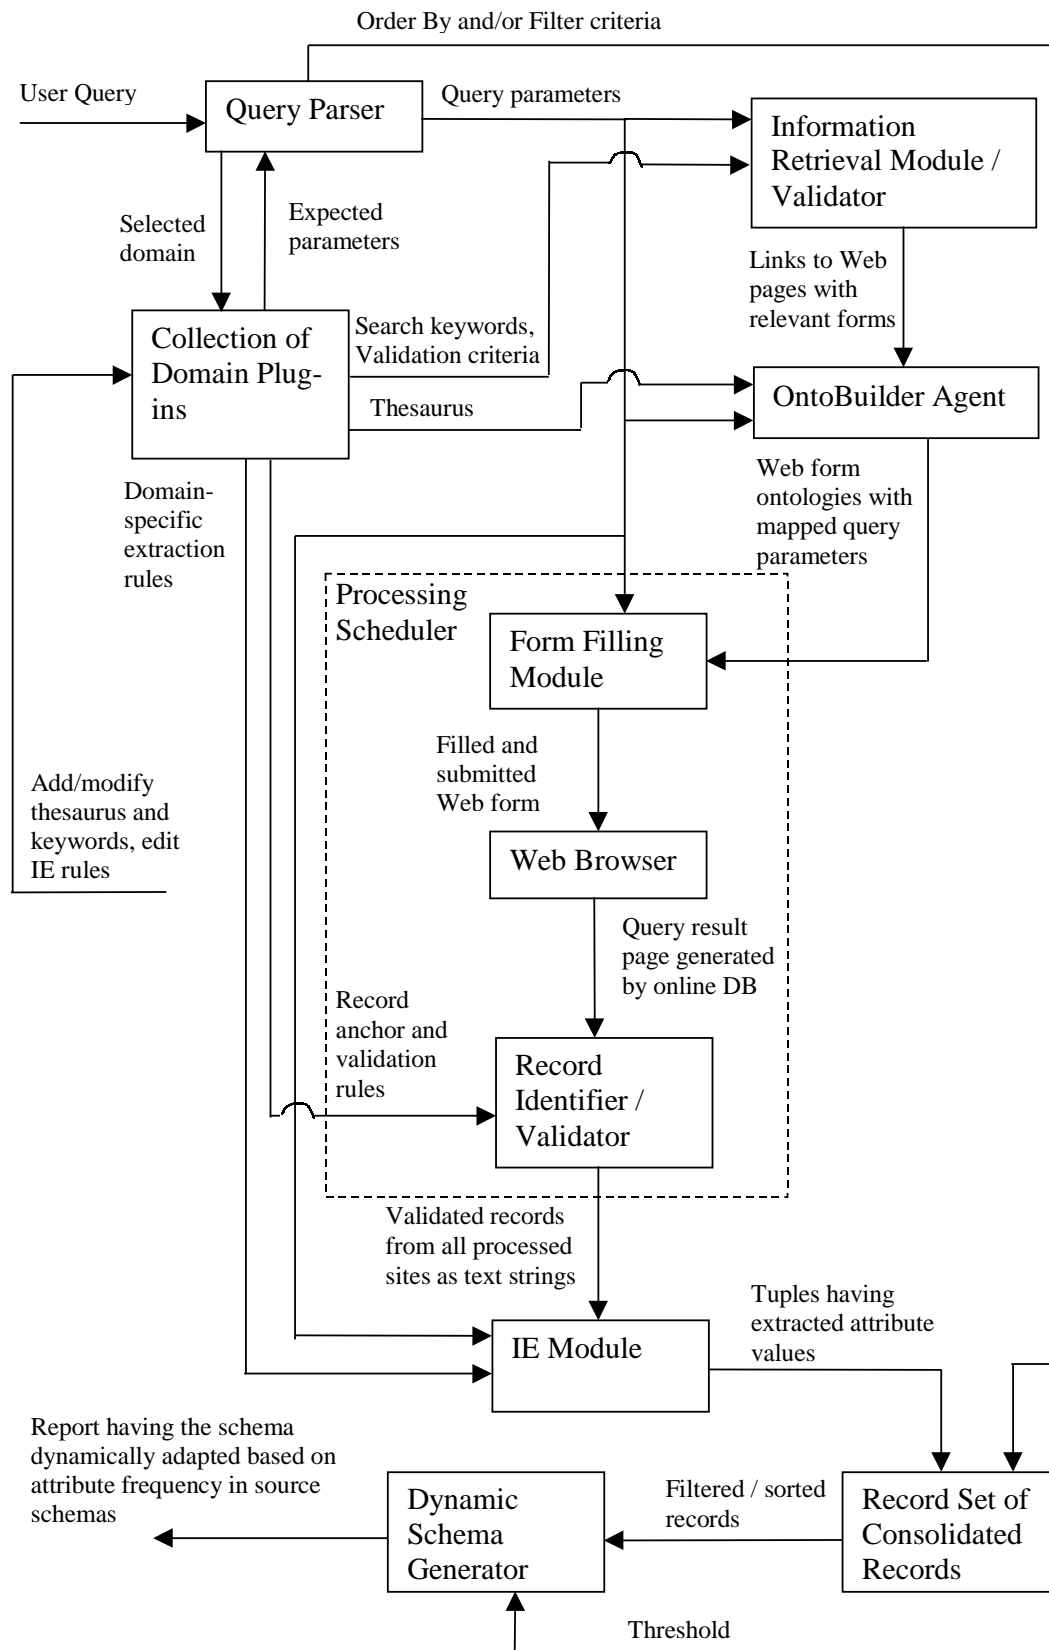 Order By and/or Filter criteria
User Query
Query Parser
Query parameters
Information
Retrieval Module /
Validator
Selected
domain
Expected
parameters
Links to Web
pages with
relevant forms
Collection of
Domain Plug-
ins
Search keywords,
Validation criteria
Thesaurus
OntoBuilder Agent
Domain-
specific
extraction
rules
Web form
ontologies with
mapped query
parameters
Processing
Scheduler
Form Filling
Module
Filled and
submitted
Web form
Add/modify
thesaurus and
keywords, edit
IE rules
Web Browser
Query result
page generated
by online DB
Record
anchor and
validation
rules
Record
Identifier /
Validator
Validated records
from all processed
sites as text strings
Tuples having
extracted attribute
values
IE Module
Report having the schema
dynamically adapted based on
attribute frequency in source
schemas
Dynamic
Schema
Generator
Filtered / sorted
records
Record Set of
Consolidated
Records
Threshold